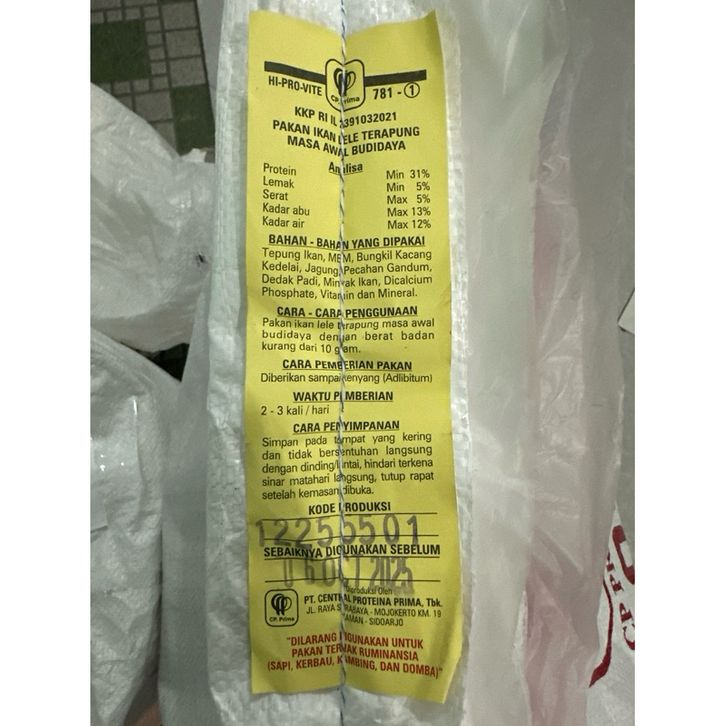 HI-PRO-VITE
CP. Prima
781 - 1
KKP RI
PAKAN IKAN LELE TERAPUNG
MASA AWAL BUDIDAYA
Analisa
Protein Min 31%
Lemak Min 5%
Serat Max 5%
Kadar abu Max 13%
Kadar air Max 12%
BAHAN - BAHAN YANG DIPAKAI
Tepung Ikan, MBM, Bungkil Kacang
Kedelai, Jagung, Pecahan Gandum,
Dedak Padi, Minyak Ikan, Dicalcium
Phosphate, Vitamin dan Mineral.
CARA - CARA PENGGUNAAN
Pakan ikan lele terapung masa awal
budidaya dengan berat badan
kurang dari 10 gram.
CARA PEMBERIAN PAKAN
Diberikan sampai kenyang (Adlibitum)
WAKTU PEMBERIAN
2 - 3 kali / hari
CARA PENYIMPANAN
Simpan pada tempat yang kering
dan tidak bersentuhan langsung
dengan dinding/lantai, hindari terkena
sinar matahari langsung, tutup rapat
setelah kemasan dibuka.
KODE PRODUKSI
SEBAIKNYA DIGUNAKAN SEBELUM
06 OCT 2025
Diproduksi Oleh
CP. Prima
PT. CENTRAL PROTEINA PRIMA, Tbk.
JL. RAYA SURABAYA - MOJOKERTO KM. 19
TAMAN - SIDOARJO
"DILARANG DIGUNAKAN UNTUK
PAKAN TERNAK RUMINANSIA
(SAPI, KERBAU, KAMBING, DAN DOMBA)"